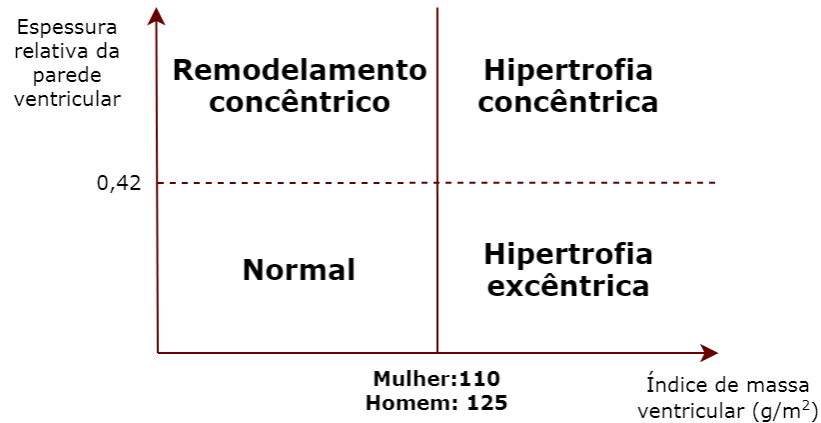 Espessura
relativa da
parede
ventricular
Remodelamento
concêntrico
Hipertrofia
concêntrica
0,42
Normal
Hipertrofia
excêntrica
Mulher:110
Homem: 125
Índice de massa
ventricular (g/m²)